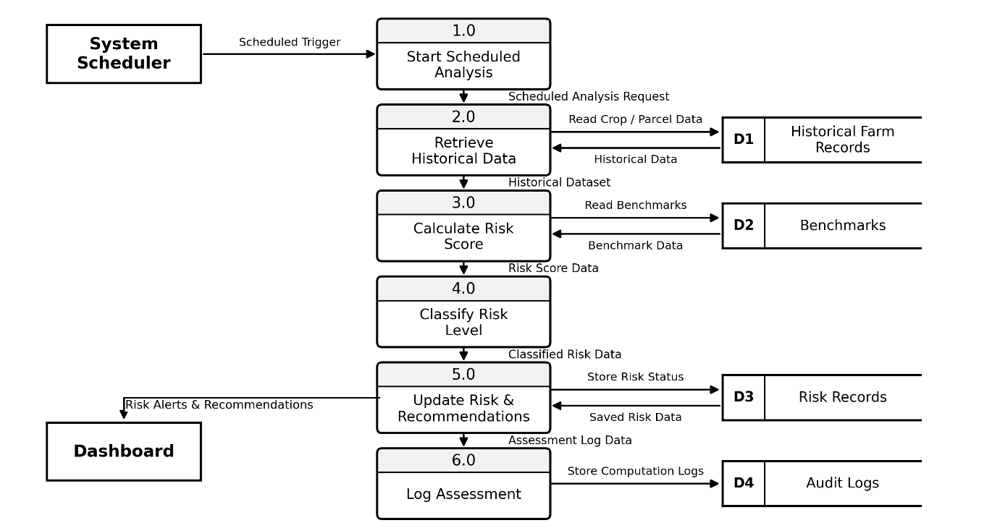 System
Scheduler
Scheduled Trigger
1.0
Start Scheduled
Analysis
Scheduled Analysis Request
2.0
Retrieve
Historical Data
Read Crop / Parcel Data
Historical Data
D1
Historical Farm
Records
Historical Dataset
3.0
Calculate Risk
Score
Read Benchmarks
Benchmark Data
D2
Benchmarks
Risk Score Data
4.0
Classify Risk
Level
Classified Risk Data
5.0
Update Risk &
Recommendations
Store Risk Status
Saved Risk Data
D3
Risk Records
Risk Alerts & Recommendations
Dashboard
Assessment Log Data
6.0
Log Assessment
Store Computation Logs
D4
Audit Logs